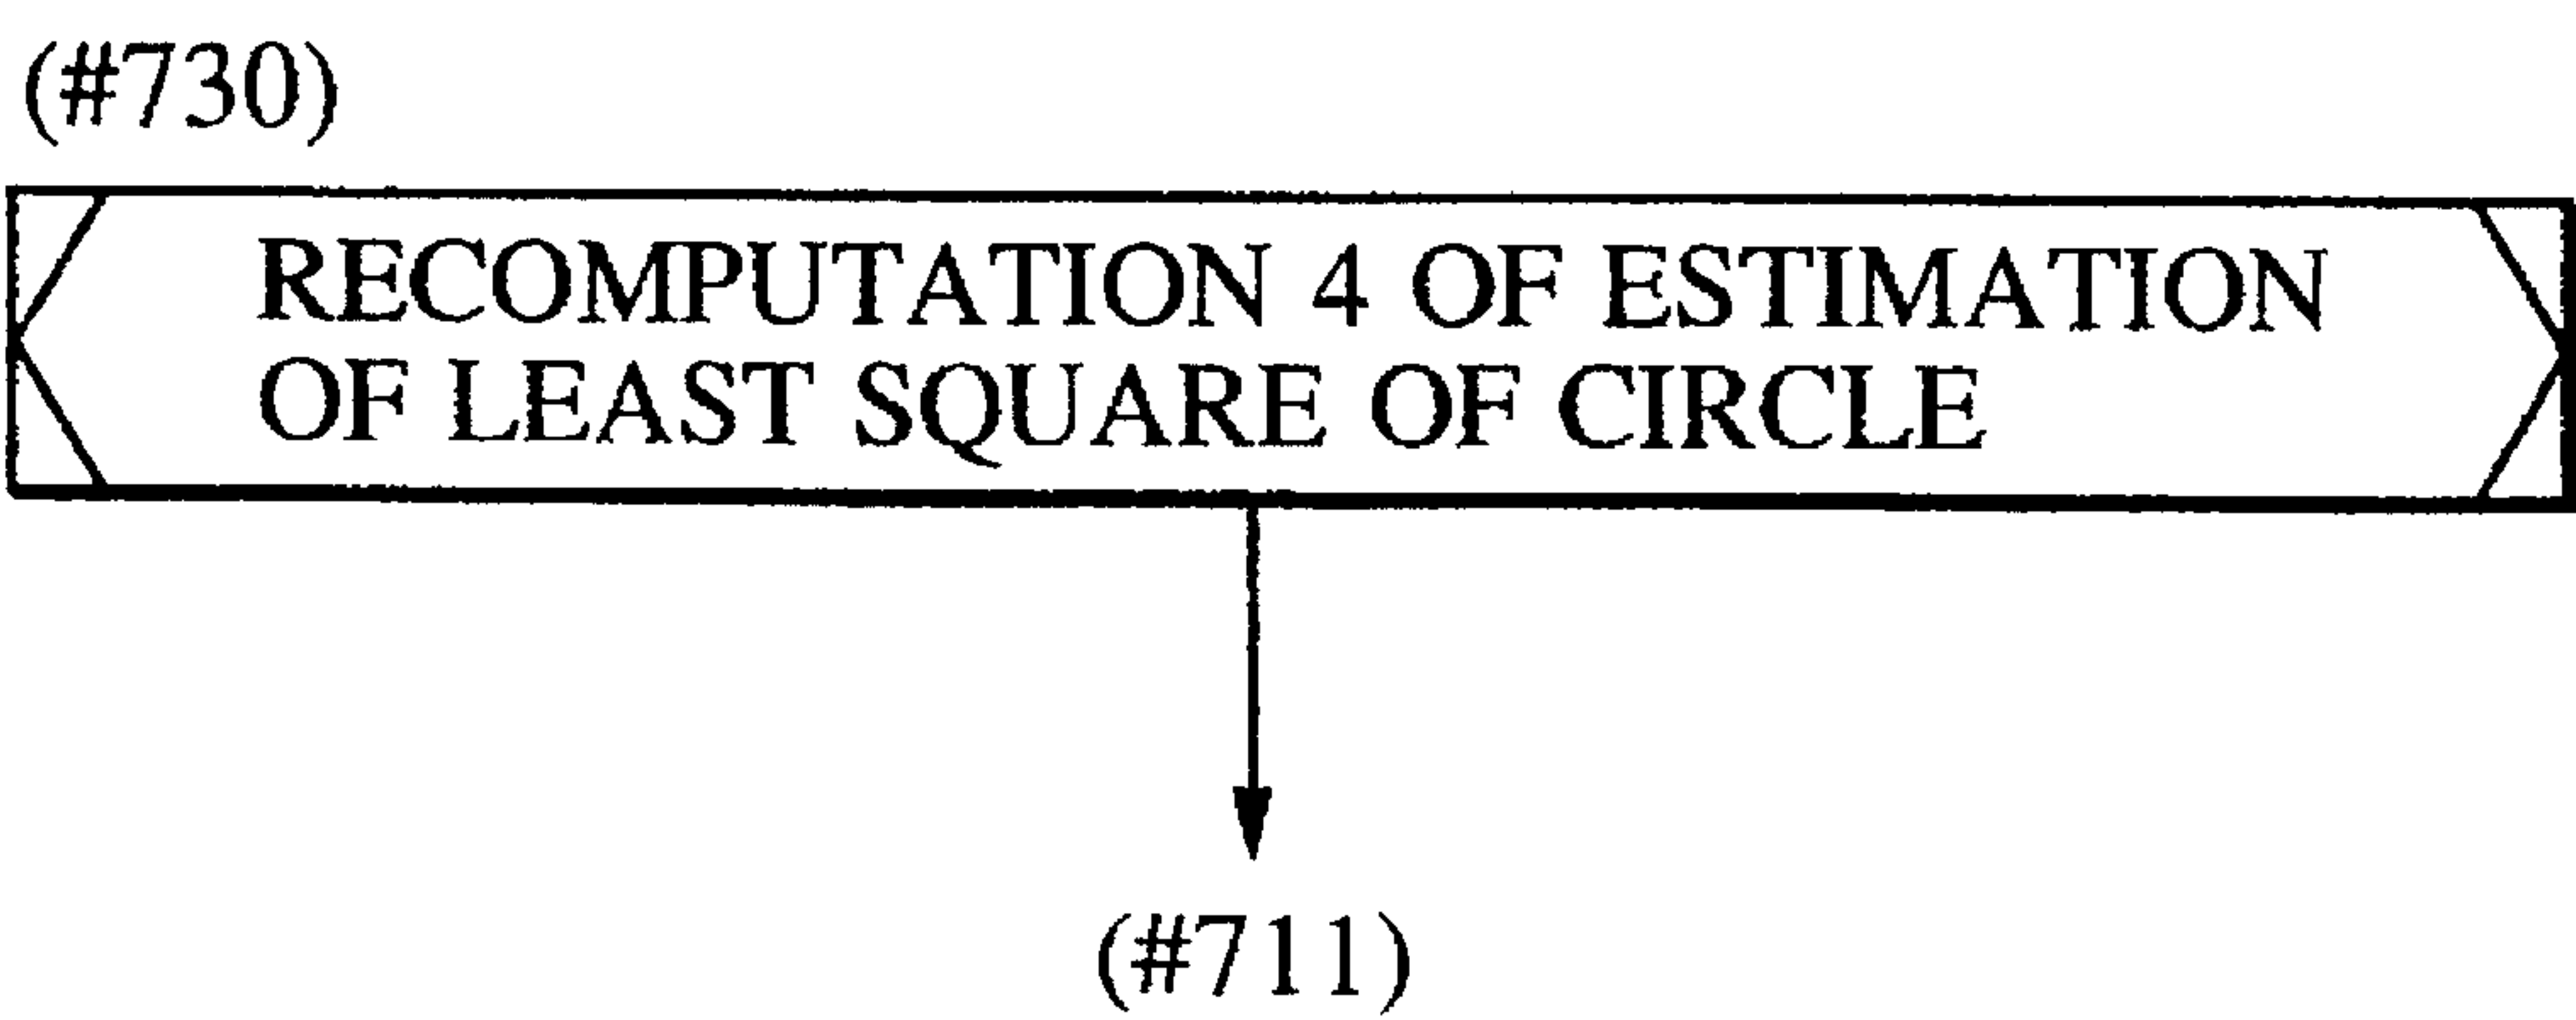 (#730)
RECOMPUTATION 4 OF ESTIMATION
OF LEAST SQUARE OF CIRCLE
(#711)